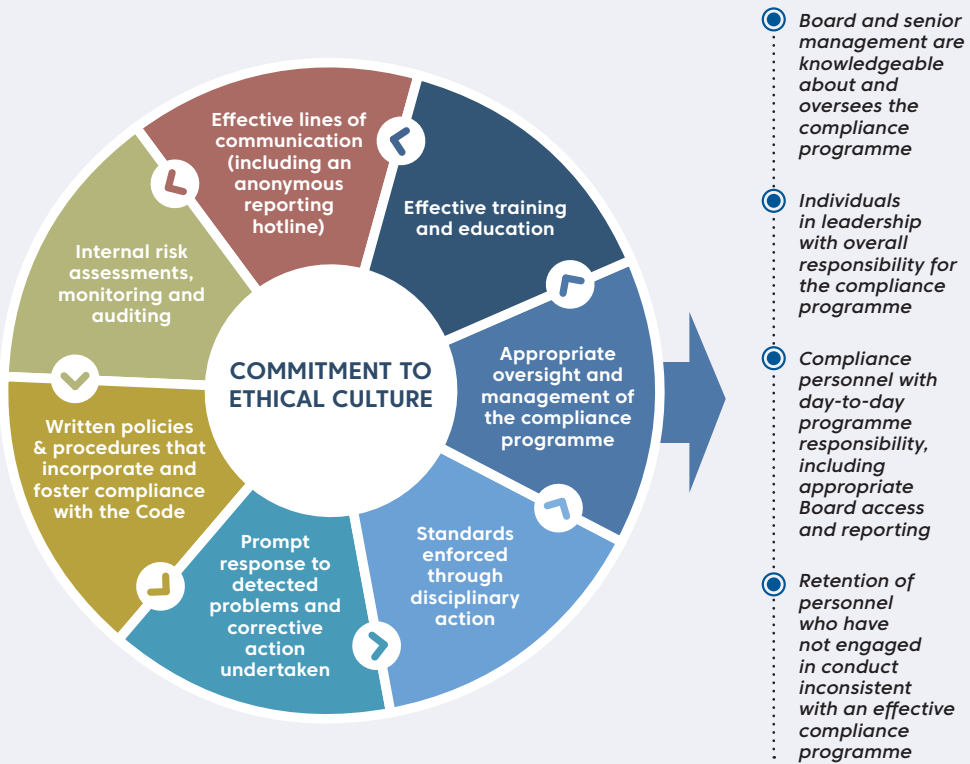 Effective lines of
communication
(including an
anonymous
reporting
hotline)
Effective training
and education
Appropriate
oversight and
management of
the compliance
programme
Standards
enforced
through
disciplinary
action
Prompt
response to
detected
problems and
corrective
action
undertaken
Written policies
& procedures that
incorporate and
foster compliance
with the Code
Internal risk
assessments,
monitoring and
auditing
COMMITMENT TO
ETHICAL CULTURE
Board and senior
management are
knowledgeable
about and
oversees the
compliance
programme
Individuals
in leadership
with overall
responsibility for
the compliance
programme
Compliance
personnel with
day-to-day
programme
responsibility,
including
appropriate
Board access
and reporting
Retention of
personnel
who have
not engaged
in conduct
inconsistent
with an effective
compliance
programme